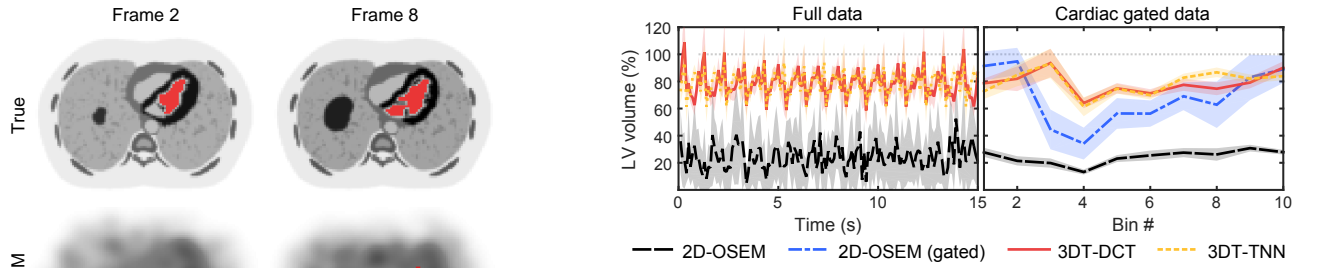 Frame 2
Frame 8
True
M
Full data
Cardiac gated data
LV volume (%)
120
100
80
60
40
20
0
5
10
15
2
4
6
8
10
Time (s)
Bin #
2D-OSEM
2D-OSEM (gated)
3DT-DCT
3DT-TNN